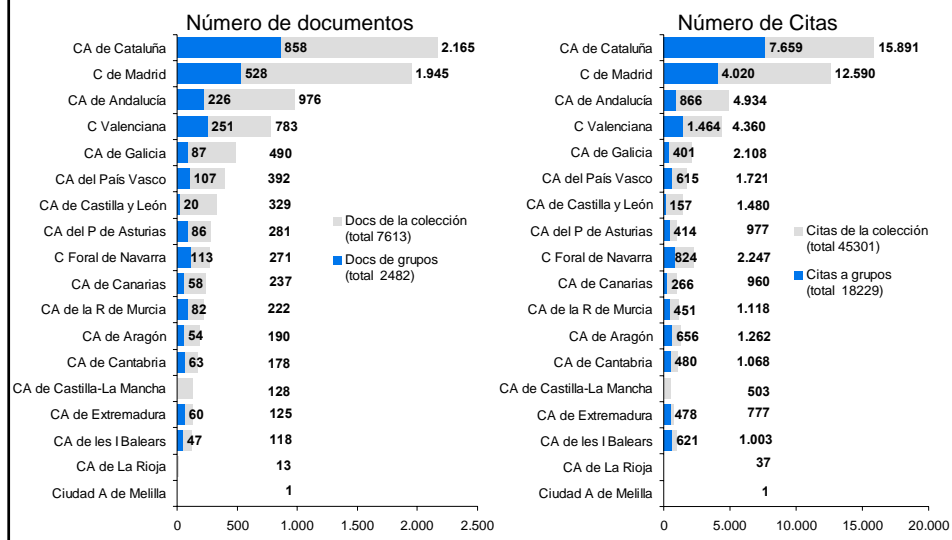 Número de documentos
CA de Cataluña 858 2.165
C de Madrid 528 1.945
CA de Andalucía 226 976
C Valenciana 251 783
CA de Galicia 87 490
CA del País Vasco 107 392
CA de Castilla y León 20 329
CA del P de Asturias 86 281
C Foral de Navarra 113 271
CA de Canarias 58 237
CA de la R de Murcia 82 222
CA de Aragón 54 190
CA de Cantabria 63 178
CA de Castilla-La Mancha 128
CA de Extremadura 60 125
CA de les I Balears 47 118
CA de La Rioja 13
Ciudad A de Melilla 1
0 500 1.000 1.500 2.000 2.500
Docs de la colección
(total 7613)
Docs de grupos
(total 2482)
Número de Citas
CA de Cataluña 7.659 15.891
C de Madrid 4.020 12.590
CA de Andalucía 866 4.934
C Valenciana 1.464 4.360
CA de Galicia 401 2.108
CA del País Vasco 615 1.721
CA de Castilla y León 157 1.480
CA del P de Asturias 414 977
C Foral de Navarra 824 2.247
CA de Canarias 266 960
CA de la R de Murcia 451 1.118
CA de Aragón 656 1.262
CA de Cantabria 480 1.068
CA de Castilla-La Mancha 503
CA de Extremadura 478 777
CA de les I Balears 621 1.003
CA de La Rioja 37
Ciudad A de Melilla 1
0 5.000 10.000 15.000 20.000
Citas de la colección
(total 45301)
Citas a grupos
(total 18229)